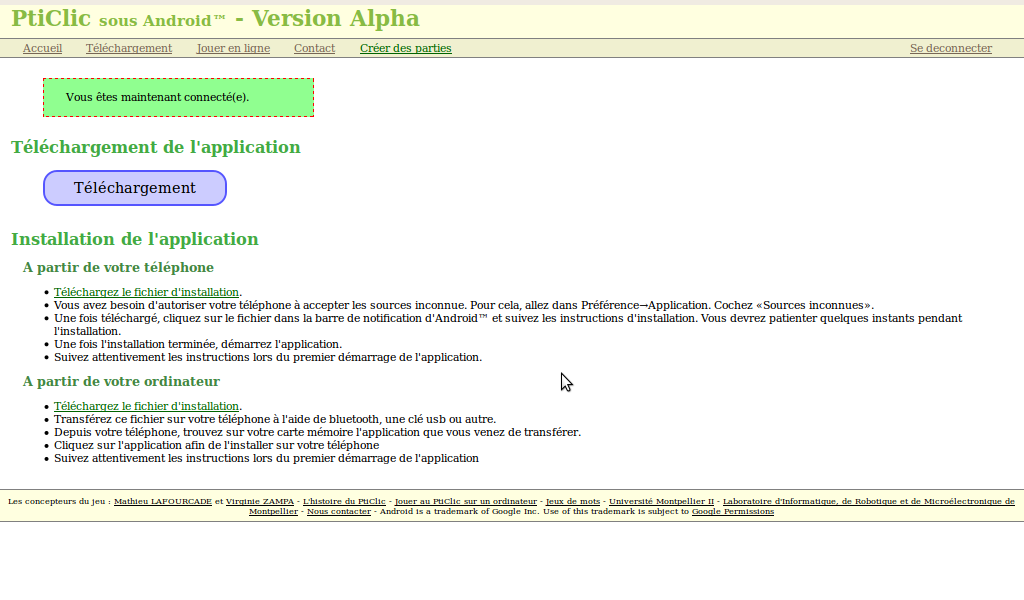 PtiClic sous Android™ - Version Alpha
Accueil Téléchargement Jouer en ligne Contact Créer des parties Se deconnecter
Vous êtes maintenant connecté(e).
Téléchargement de l'application
Téléchargement
Installation de l'application
A partir de votre téléphone
• Téléchargez le fichier d'installation.
• Vous avez besoin d'autoriser votre téléphone à accepter les sources inconnue. Pour cela, allez dans Préférence→Application. Cochez «Sources inconnues».
• Une fois téléchargé, cliquez sur le fichier dans la barre de notification d'Android™ et suivez les instructions d'installation. Vous devrez patienter quelques instants pendant
l'installation.
• Une fois l'installation terminée, démarrez l'application.
• Suivez attentivement les instructions lors du premier démarrage de l'application.
A partir de votre ordinateur
• Téléchargez le fichier d'installation.
• Transférez ce fichier sur votre téléphone à l'aide de bluetooth, une clé usb ou autre.
• Depuis votre téléphone, trouvez sur votre carte mémoire l'application que vous venez de transférer.
• Cliquez sur l'application afin de l'installer sur votre téléphone
• Suivez attentivement les instructions lors du premier démarrage de l'application
Les concepteurs du jeu : Mathieu LAFOURCADE et Virginie ZAMPA - L'histoire du PtiClic - Jouer au PtiClic sur un ordinateur - Jeux de mots - Université Montpellier II - Laboratoire d'Informatique, de Robotique et de Microélectronique de
Montpellier - Nous contacter - Android is a trademark of Google Inc. Use of this trademark is subject to Google Permissions